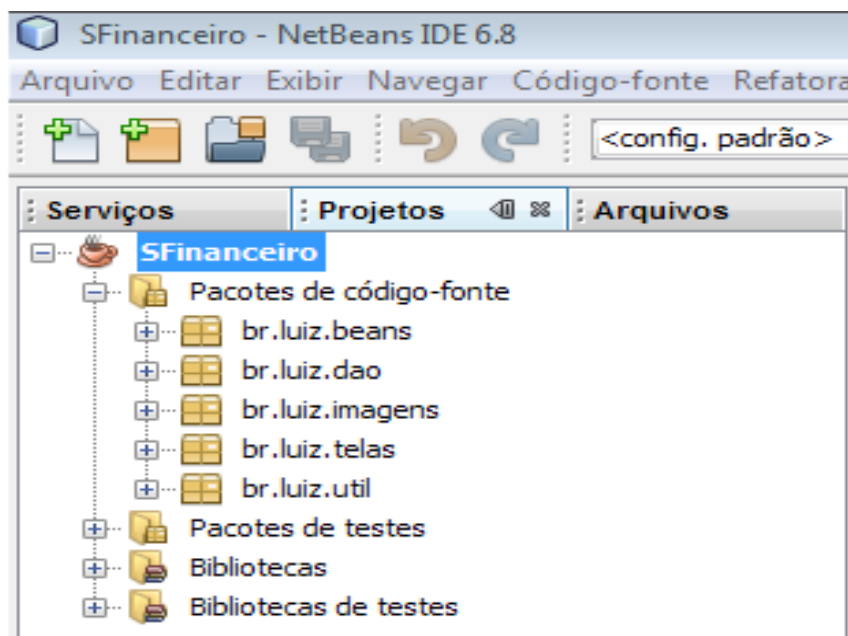 SFinanceiro - NetBeans IDE 6.8
Arquivo Editar Exibir Navegar Código-fonte Refatora
<config. padrão>
Serviços Projetos Arquivos
SFinanceiro
Pacotes de código-fonte
br.luiz.beans
br.luiz.dao
br.luiz.imagens
br.luiz.telas
br.luiz.util
Pacotes de testes
Bibliotecas
Bibliotecas de testes